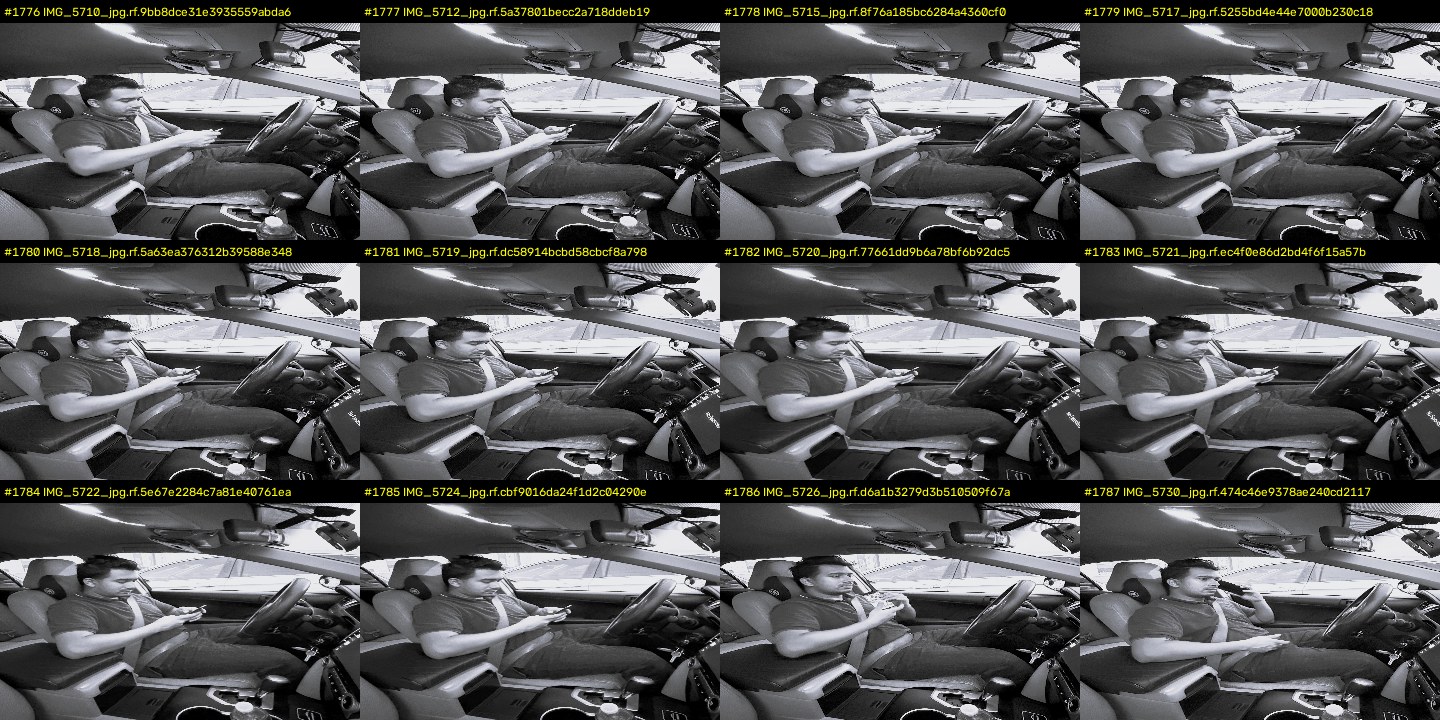 #1776 IMG_5710_jpg.rf.9bb8dce31e3935559abda6
#1777 IMG_5712_jpg.rf.5a37801becc2a718ddeb19
#1778 IMG_5715_jpg.rf.8f76a185bc6284a4360cf0
#1779 IMG_5717_jpg.rf.5255bd4e44e7000b230c18
#1780 IMG_5718_jpg.rf.5a63ea376312b39588e348
#1781 IMG_5719_jpg.rf.dc58914bcbd58cbcf8a798
#1782 IMG_5720_jpg.rf.77661dd9b6a78bf6b92dc5
#1783 IMG_5721_jpg.rf.ec4f0e86d2bd4f6f15a57b
#1784 IMG_5722_jpg.rf.5e67e2284c7a81e40761ea
#1785 IMG_5724_jpg.rf.cbf9016da24f1d2c04290e
#1786 IMG_5726_jpg.rf.d6a1b3279d3b510509f67a
#1787 IMG_5730_jpg.rf.474c46e9378ae240cd2117